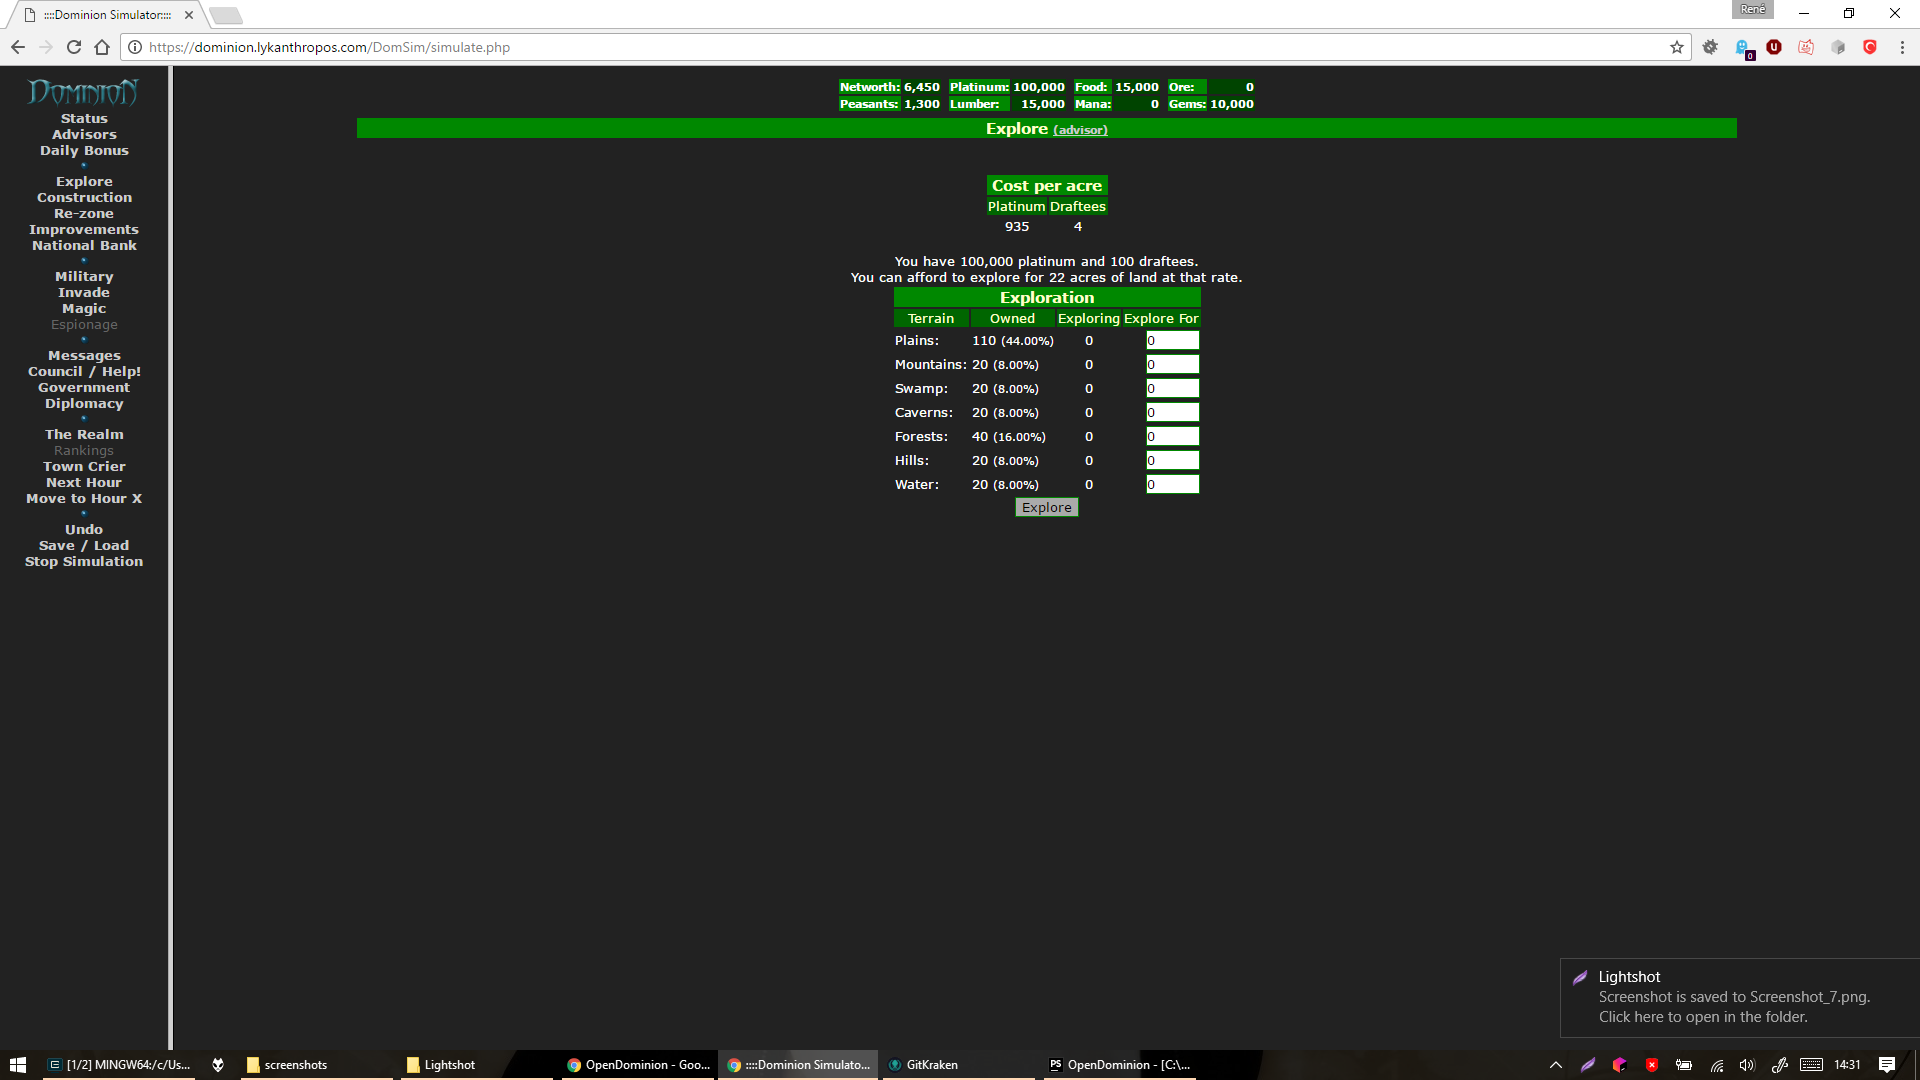 ::::Dominion Simulator::::
René
https://dominion.lykanthropos.com/DomSim/simulate.php
0
DOMINION
Status
Advisors
Daily Bonus
Explore
Construction
Re-zone
Improvements
National Bank
Military
Invade
Magic
Espionage
Messages
Council / Help!
Government
Diplomacy
The Realm
Rankings
Town Crier
Next Hour
Move to Hour X
Undo
Save / Load
Stop Simulation
Networth: 6,450 Platinum: 100,000 Food: 15,000 Ore: 0
Peasants: 1,300 Lumber: 15,000 Mana: 0 Gems: 10,000
Explore (advisor)
Cost per acre
Platinum Draftees
935 4
You have 100,000 platinum and 100 draftees.
You can afford to explore for 22 acres of land at that rate.
Exploration
Terrain Owned Exploring Explore For
Plains: 110 (44.00%) 0 0
Mountains: 20 (8.00%) 0 0
Swamp: 20 (8.00%) 0 0
Caverns: 20 (8.00%) 0 0
Forests: 40 (16.00%) 0 0
Hills: 20 (8.00%) 0 0
Water: 20 (8.00%) 0 0
Explore
Lightshot
Screenshot is saved to Screenshot_7.png.
Click here to open in the folder.
[1/2] MINGW64:/c/Us... screenshots Lightshot OpenDominion - Goo... ::::Dominion Simulato... GitKraken PS OpenDominion - [C:\... 14:31